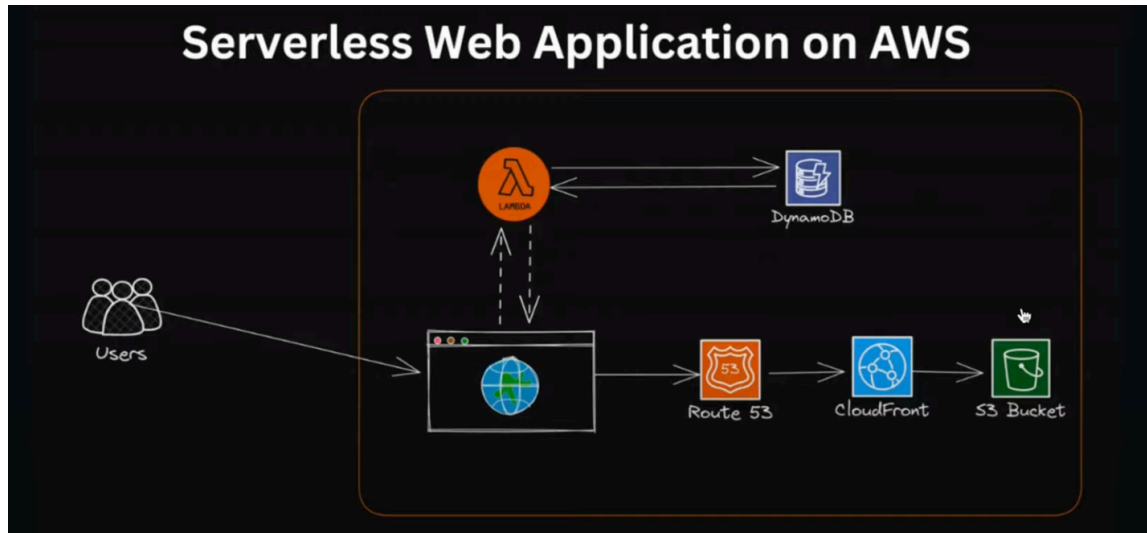 Serverless Web Application on AWS
LAMBDA
DynamoDB
Users
53
Route 53
CloudFront
S3 Bucket